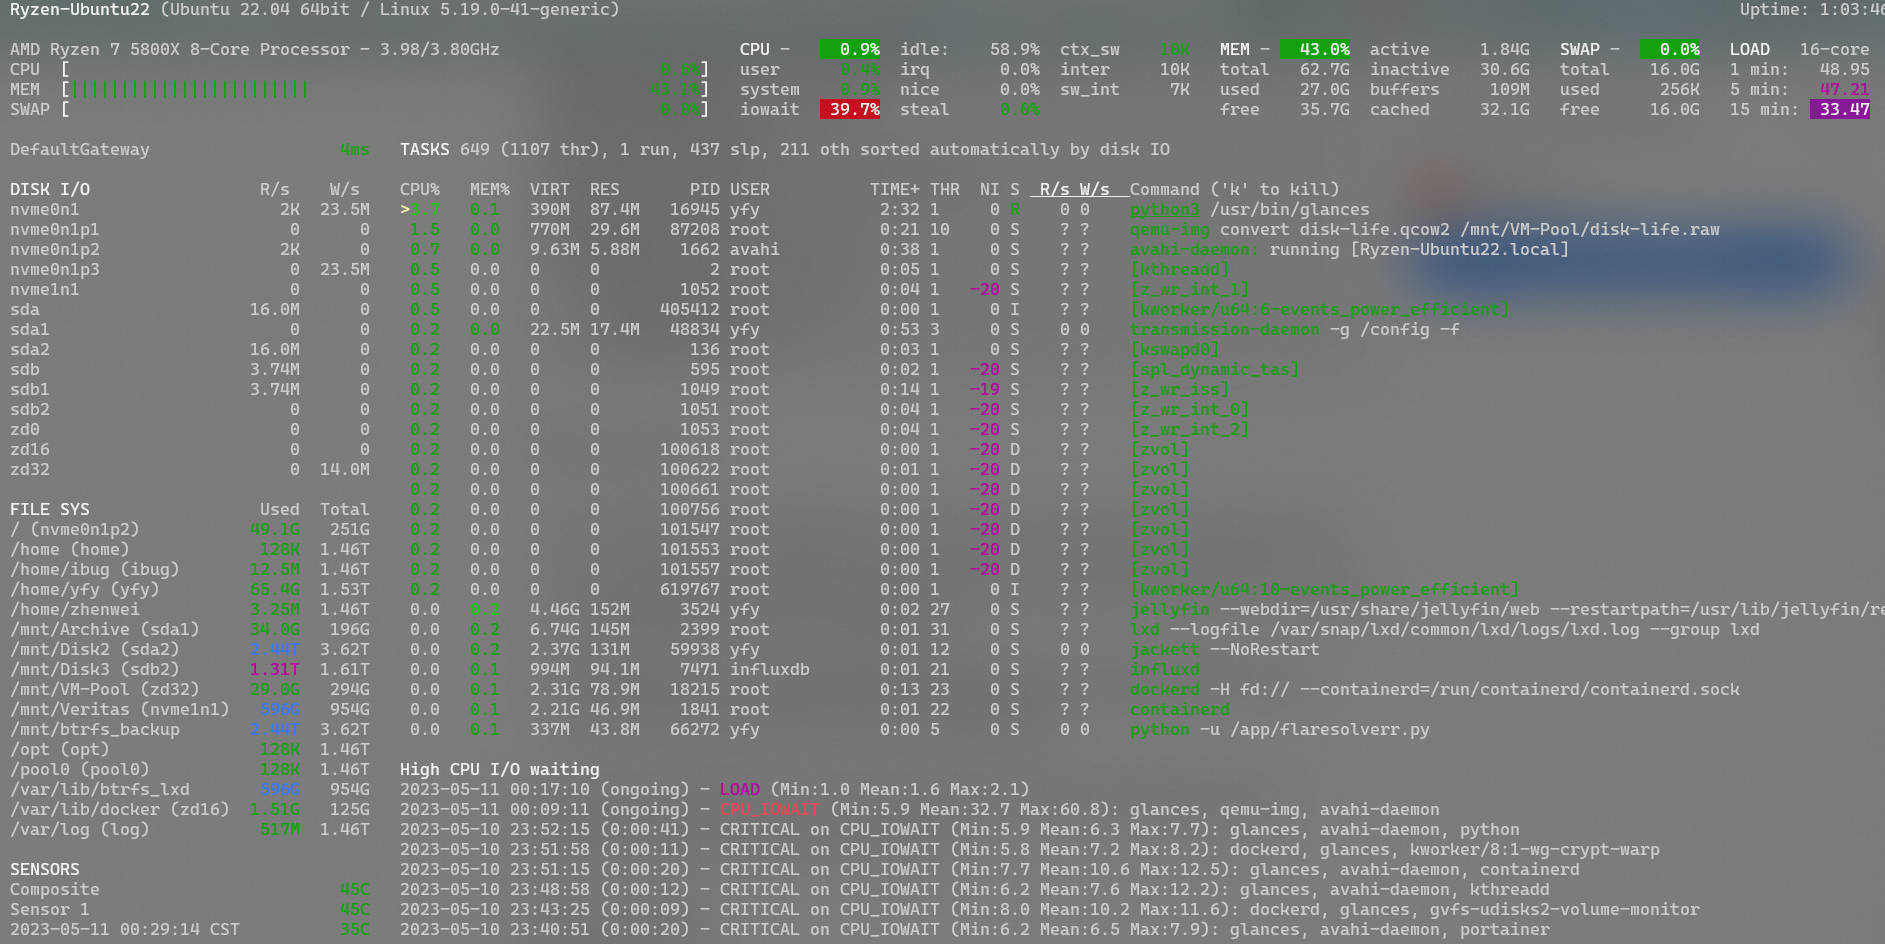 Ryzen-Ubuntu22 (Ubuntu 22.04 64bit / Linux 5.19.0-41-generic) Uptime: 1:03:46
AMD Ryzen 7 5800X 8-Core Processor - 3.98/3.80GHz CPU - 0.9% idle: 58.9% ctx_sw 10K MEM - 43.0% active 1.84G SWAP - 0.0% LOAD 16-core
CPU [ 0.6%] user 0.4% irq 0.0% inter 10K total 62.7G inactive 30.6G total 16.0G 1 min: 48.95
MEM [|||||||||||||||||||||||| 43.1%] system 0.9% nice 0.0% sw_int 7K used 27.0G buffers 109M used 256K 5 min: 47.21
SWAP [ 0.0%] iowait 39.7% steal 0.0% free 35.7G cached 32.1G free 16.0G 15 min: 33.47
DefaultGateway 4ms TASKS 649 (1107 thr), 1 run, 437 slp, 211 oth sorted automatically by disk IO
DISK I/O R/s W/s CPU% MEM% VIRT RES PID USER TIME+ THR NI S R/s W/s Command ('k' to kill)
nvme0n1 2K 23.5M >3.7 0.1 390M 87.4M 16945 yfy 2:32 1 0 R 0 0 python3 /usr/bin/glances
nvme0n1p1 0 0 1.5 0.0 770M 29.6M 87208 root 0:21 10 0 S ? ? qemu-img convert disk-life.qcow2 /mnt/VM-Pool/disk-life.raw
nvme0n1p2 2K 0 0.7 0.0 9.63M 5.88M 1662 avahi 0:38 1 0 S ? ? avahi-daemon: running [Ryzen-Ubuntu22.local]
nvme0n1p3 0 23.5M 0.5 0.0 0 0 2 root 0:05 1 0 S ? ? [kthreadd]
nvme1n1 0 0 0.5 0.0 0 0 1052 root 0:04 1 -20 S ? ? [z_wr_int_1]
sda 16.0M 0 0.5 0.0 0 0 405412 root 0:00 1 0 I ? ? [kworker/u64:6-events_power_efficient]
sda1 0 0 0.2 0.0 22.5M 17.4M 48834 yfy 0:53 3 0 S 0 0 transmission-daemon -g /config -f
sda2 16.0M 0 0.2 0.0 0 0 136 root 0:03 1 0 S ? ? [kswapd0]
sdb 3.74M 0 0.2 0.0 0 0 595 root 0:02 1 -20 S ? ? [spl_dynamic_tas]
sdb1 3.74M 0 0.2 0.0 0 0 1049 root 0:14 1 -19 S ? ? [z_wr_iss]
sdb2 0 0 0.2 0.0 0 0 1051 root 0:04 1 -20 S ? ? [z_wr_int_0]
zd0 0 0 0.2 0.0 0 0 1053 root 0:04 1 -20 S ? ? [z_wr_int_2]
zd16 0 0 0.2 0.0 0 0 100618 root 0:00 1 -20 D ? ? [zvol]
zd32 0 14.0M 0.2 0.0 0 0 100622 root 0:01 1 -20 D ? ? [zvol]
0.2 0.0 0 0 100661 root 0:00 1 -20 D ? ? [zvol]
FILE SYS Used Total 0.2 0.0 0 0 100756 root 0:00 1 -20 D ? ? [zvol]
/ (nvme0n1p2) 49.1G 251G 0.2 0.0 0 0 101547 root 0:00 1 -20 D ? ? [zvol]
/home (home) 128K 1.46T 0.2 0.0 0 0 101553 root 0:00 1 -20 D ? ? [zvol]
/home/ibug (ibug) 12.5M 1.46T 0.2 0.0 0 0 101557 root 0:00 1 -20 D ? ? [zvol]
/home/yfy (yfy) 65.4G 1.53T 0.2 0.0 0 0 619767 root 0:00 1 0 I ? ? [kworker/u64:10-events_power_efficient]
/home/zhenwei 3.25M 1.46T 0.0 0.2 4.46G 152M 3524 yfy 0:02 27 0 S ? ? jellyfin --webdir=/usr/share/jellyfin/web --restartpath=/usr/lib/jellyfin/re
/mnt/Archive (sda1) 34.0G 196G 0.0 0.2 6.74G 145M 2399 root 0:01 31 0 S ? ? lxd --logfile /var/snap/lxd/common/lxd/logs/lxd.log --group lxd
/mnt/Disk2 (sda2) 2.44T 3.62T 0.0 0.2 2.37G 131M 59938 yfy 0:01 12 0 S 0 0 jackett --NoRestart
/mnt/Disk3 (sdb2) 1.31T 1.61T 0.0 0.1 994M 94.1M 7471 influxdb 0:01 21 0 S ? ? influxd
/mnt/VM-Pool (zd32) 29.0G 294G 0.0 0.1 2.31G 78.9M 18215 root 0:13 23 0 S ? ? dockerd -H fd:// --containerd=/run/containerd/containerd.sock
/mnt/Veritas (nvme1n1) 596G 954G 0.0 0.1 2.21G 46.9M 1841 root 0:01 22 0 S ? ? containerd
/mnt/btrfs_backup 2.44T 3.62T 0.0 0.1 337M 43.8M 66272 yfy 0:00 5 0 S 0 0 python -u /app/flaresolverr.py
/opt (opt) 128K 1.46T
/pool0 (pool0) 128K 1.46T High CPU I/O waiting
/var/lib/btrfs_lxd 596G 954G 2023-05-11 00:17:10 (ongoing) - LOAD (Min:1.0 Mean:1.6 Max:2.1)
/var/lib/docker (zd16) 1.51G 125G 2023-05-11 00:09:11 (ongoing) - CPU_IOWAIT (Min:5.9 Mean:32.7 Max:60.8): glances, qemu-img, avahi-daemon
/var/log (log) 517M 1.46T 2023-05-10 23:52:15 (0:00:41) - CRITICAL on CPU_IOWAIT (Min:5.9 Mean:6.3 Max:7.7): glances, avahi-daemon, python
2023-05-10 23:51:58 (0:00:11) - CRITICAL on CPU_IOWAIT (Min:5.8 Mean:7.2 Max:8.2): dockerd, glances, kworker/8:1-wg-crypt-warp
SENSORS 2023-05-10 23:51:15 (0:00:20) - CRITICAL on CPU_IOWAIT (Min:7.7 Mean:10.6 Max:12.5): glances, avahi-daemon, containerd
Composite 45C 2023-05-10 23:48:58 (0:00:12) - CRITICAL on CPU_IOWAIT (Min:6.2 Mean:7.6 Max:12.2): glances, avahi-daemon, kthreadd
Sensor 1 45C 2023-05-10 23:43:25 (0:00:09) - CRITICAL on CPU_IOWAIT (Min:8.0 Mean:10.2 Max:11.6): dockerd, glances, gvfs-udisks2-volume-monitor
2023-05-11 00:29:14 CST 35C 2023-05-10 23:40:51 (0:00:20) - CRITICAL on CPU_IOWAIT (Min:6.2 Mean:6.5 Max:7.9): glances, avahi-daemon, portainer